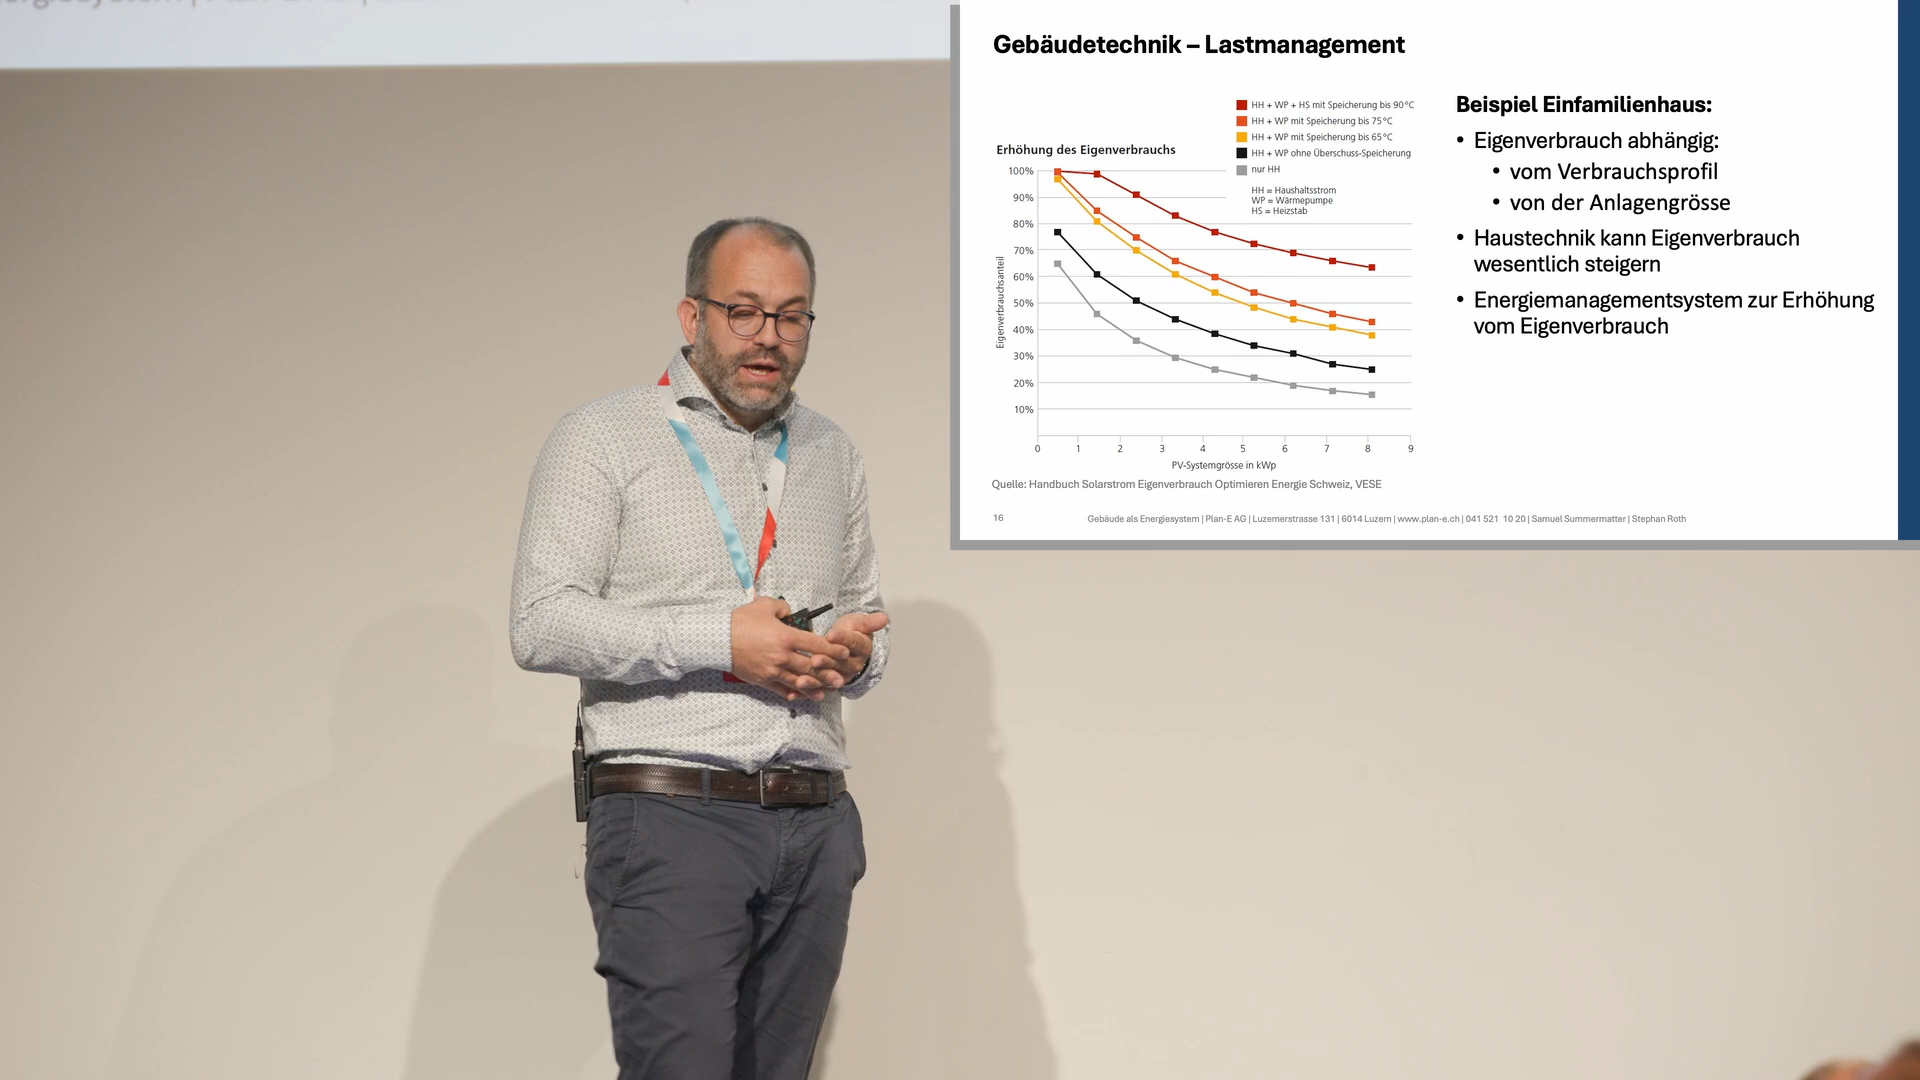 Gebäudetechnik – Lastmanagement
HH + WP + HS mit Speicherung bis 90°C
HH + WP mit Speicherung bis 75°C
HH + WP mit Speicherung bis 65°C
HH + WP ohne Überschuss-Speicherung
nur HH
HH = Haushaltsstrom
WP = Wärmepumpe
HS = Heizstab
Erhöhung des Eigenverbrauchs
100%
90%
80%
70%
60%
50%
40%
30%
20%
10%
Eigenverbrauchsanteil
0 1 2 3 4 5 6 7 8 9
PV-Systemgrösse in kWp
Quelle: Handbuch Solarstrom Eigenverbrauch Optimieren Energie Schweiz, VESE
Beispiel Einfamilienhaus:
• Eigenverbrauch abhängig:
• vom Verbrauchsprofil
• von der Anlagengrösse
• Haustechnik kann Eigenverbrauch
wesentlich steigern
• Energiemanagementsystem zur Erhöhung
vom Eigenverbrauch
16
Gebäude als Energiesystem | Plan-E AG | Luzernerstrasse 131 | 6014 Luzern | www.plan-e.ch | 041 521 10 20 | Samuel Summermatter | Stephan Roth